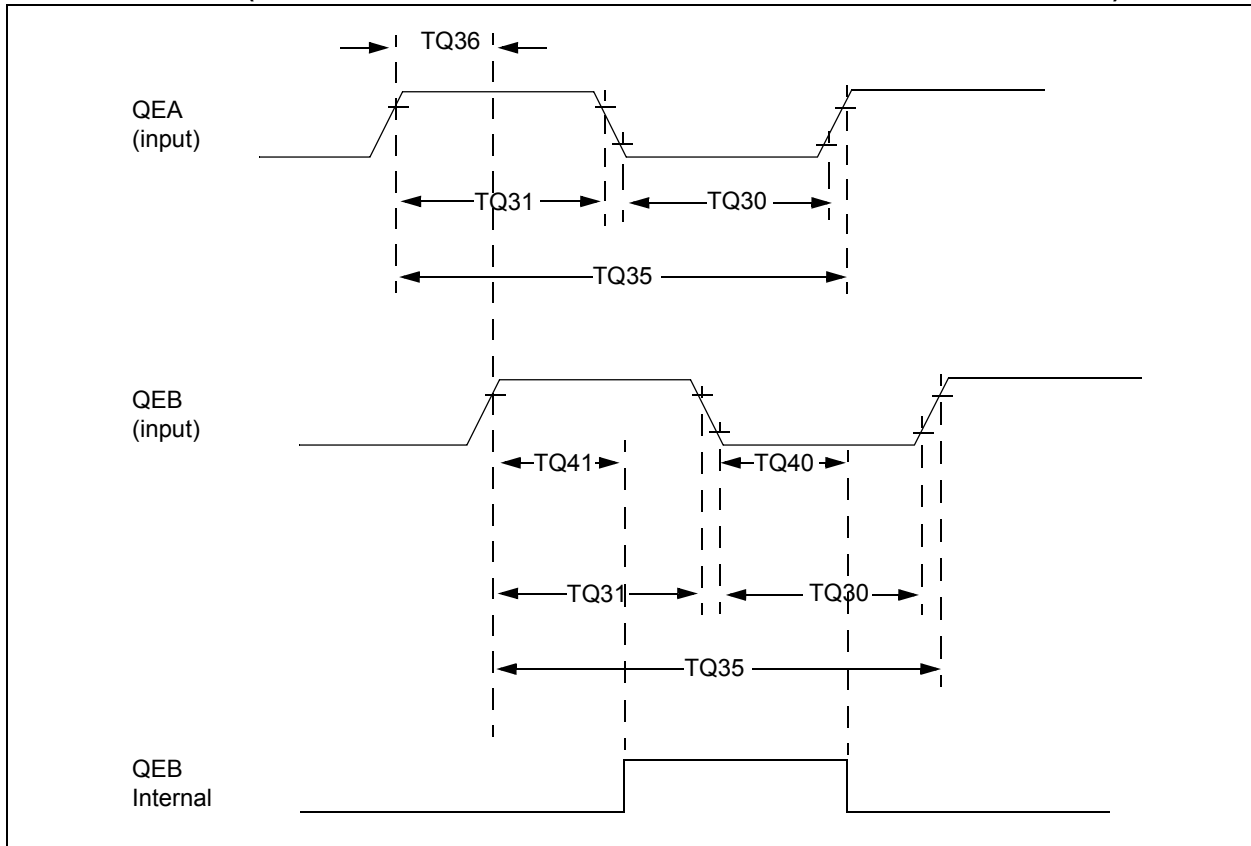 TQ36
QEA
(input)
TQ31
TQ30
TQ35
QEB
(input)
TQ41
TQ40
TQ31
TQ30
TQ35
QEB
Internal